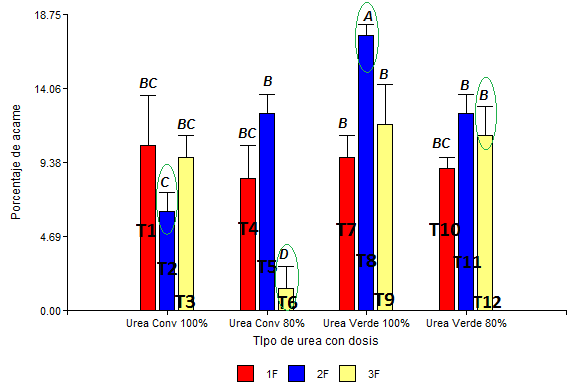 18.75
14.06
9.38
4.69
0.00
Porcentaje de acame
BC C BC
BC B D
B A B
BC B B
T1 T2 T3
T4 T5 T6
T7 T8 T9
T10 T11 T12
Urea Conv 100% Urea Conv 80% Urea Verde 100% Urea Verde 80%
TIpo de urea con dosis
1F 2F 3F